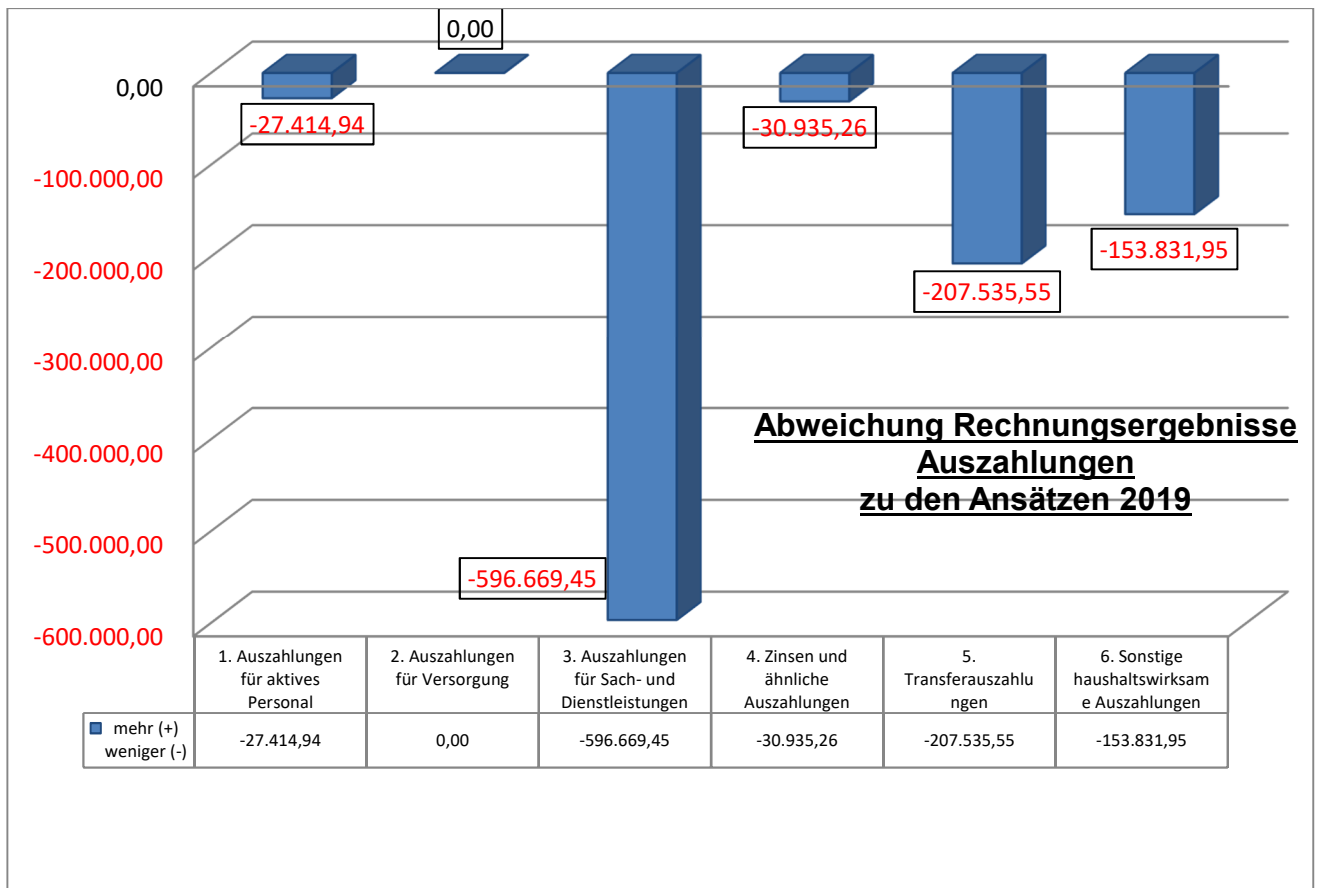 0,00
0,00
-27.414,94
-30.935,26
-100.000,00
-153.831,95
-200.000,00
-207.535,55
-300.000,00
Abweichung Rechnungsergebnisse
Auszahlungen
zu den Ansätzen 2019
-400.000,00
-500.000,00
-596.669,45
-600.000,00
1. Auszahlungen
für aktives
Personal
2. Auszahlungen
für Versorgung
3. Auszahlungen
für Sach- und
Dienstleistungen
4. Zinsen und
ähnliche
Auszahlungen
5.
Transferauszahlu
ngen
6. Sonstige
haushaltswirksam
e Auszahlungen
mehr (+)
weniger (-)
-27.414,94
0,00
-596.669,45
-30.935,26
-207.535,55
-153.831,95